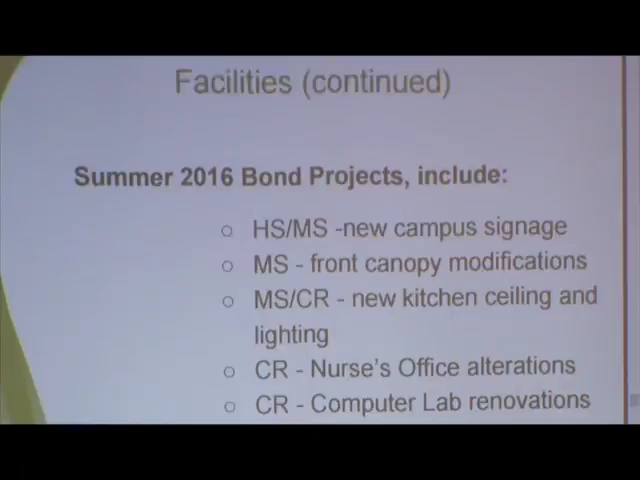 Facilities (continued)
Summer 2016 Bond Projects, include:
○ HS/MS -new campus signage
○ MS - front canopy modifications
○ MS/CR - new kitchen ceiling and
lighting
○ CR - Nurse's Office alterations
○ CR - Computer Lab renovations